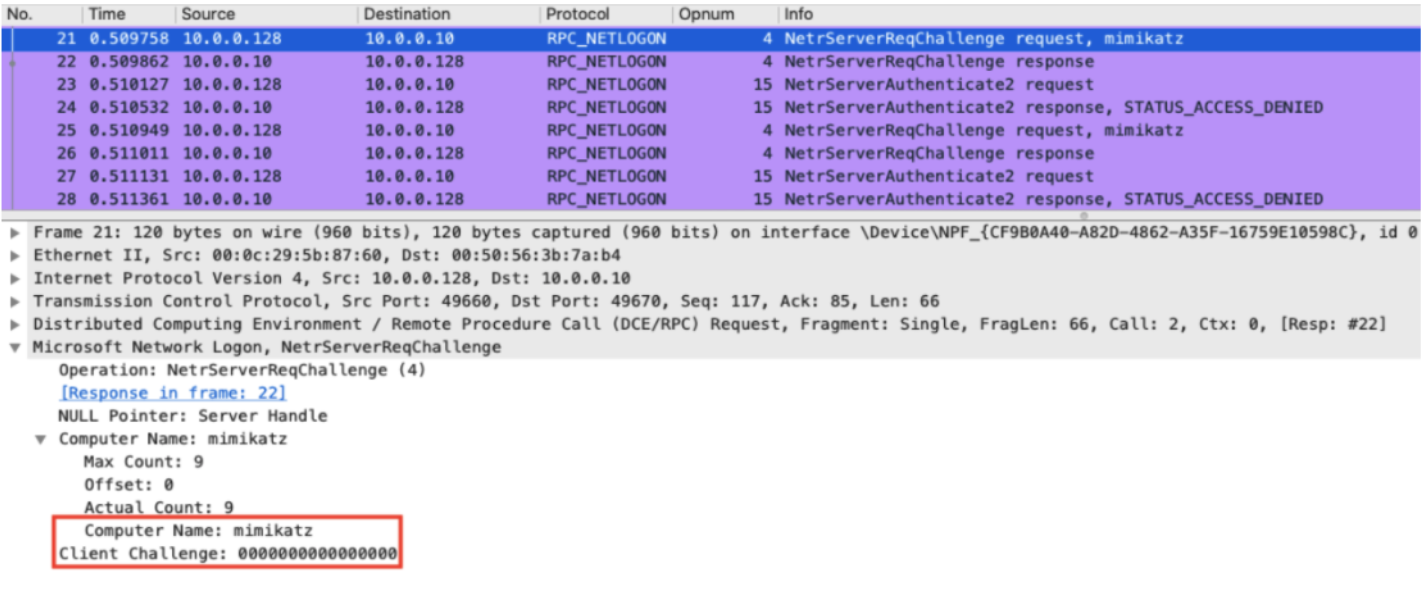 No. Time Source Destination Protocol Opnum Info
21 0.509758 10.0.0.128 10.0.0.10 RPC_NETLOGON 4 NetrServerReqChallenge request, mimikatz
22 0.509862 10.0.0.10 10.0.0.128 RPC_NETLOGON 4 NetrServerReqChallenge response
23 0.510127 10.0.0.128 10.0.0.10 RPC_NETLOGON 15 NetrServerAuthenticate2 request
24 0.510532 10.0.0.10 10.0.0.128 RPC_NETLOGON 15 NetrServerAuthenticate2 response, STATUS_ACCESS_DENIED
25 0.510949 10.0.0.128 10.0.0.10 RPC_NETLOGON 4 NetrServerReqChallenge request, mimikatz
26 0.511011 10.0.0.10 10.0.0.128 RPC_NETLOGON 4 NetrServerReqChallenge response
27 0.511131 10.0.0.128 10.0.0.10 RPC_NETLOGON 15 NetrServerAuthenticate2 request
28 0.511361 10.0.0.10 10.0.0.128 RPC_NETLOGON 15 NetrServerAuthenticate2 response, STATUS_ACCESS_DENIED
Frame 21: 120 bytes on wire (960 bits), 120 bytes captured (960 bits) on interface \Device\NPF_{CF9B0A40-A82D-4862-A35F-16759E10598C}, id 0
Ethernet II, Src: 00:0c:29:5b:87:60, Dst: 00:50:56:3b:7a:b4
Internet Protocol Version 4, Src: 10.0.0.128, Dst: 10.0.0.10
Transmission Control Protocol, Src Port: 49660, Dst Port: 49670, Seq: 117, Ack: 85, Len: 66
Distributed Computing Environment / Remote Procedure Call (DCE/RPC) Request, Fragment: Single, FragLen: 66, Call: 2, Ctx: 0, [Resp: #22]
Microsoft Network Logon, NetrServerReqChallenge
Operation: NetrServerReqChallenge (4)
[Response in frame: 22]
NULL Pointer: Server Handle
Computer Name: mimikatz
Max Count: 9
Offset: 0
Actual Count: 9
Computer Name: mimikatz
Client Challenge: 0000000000000000